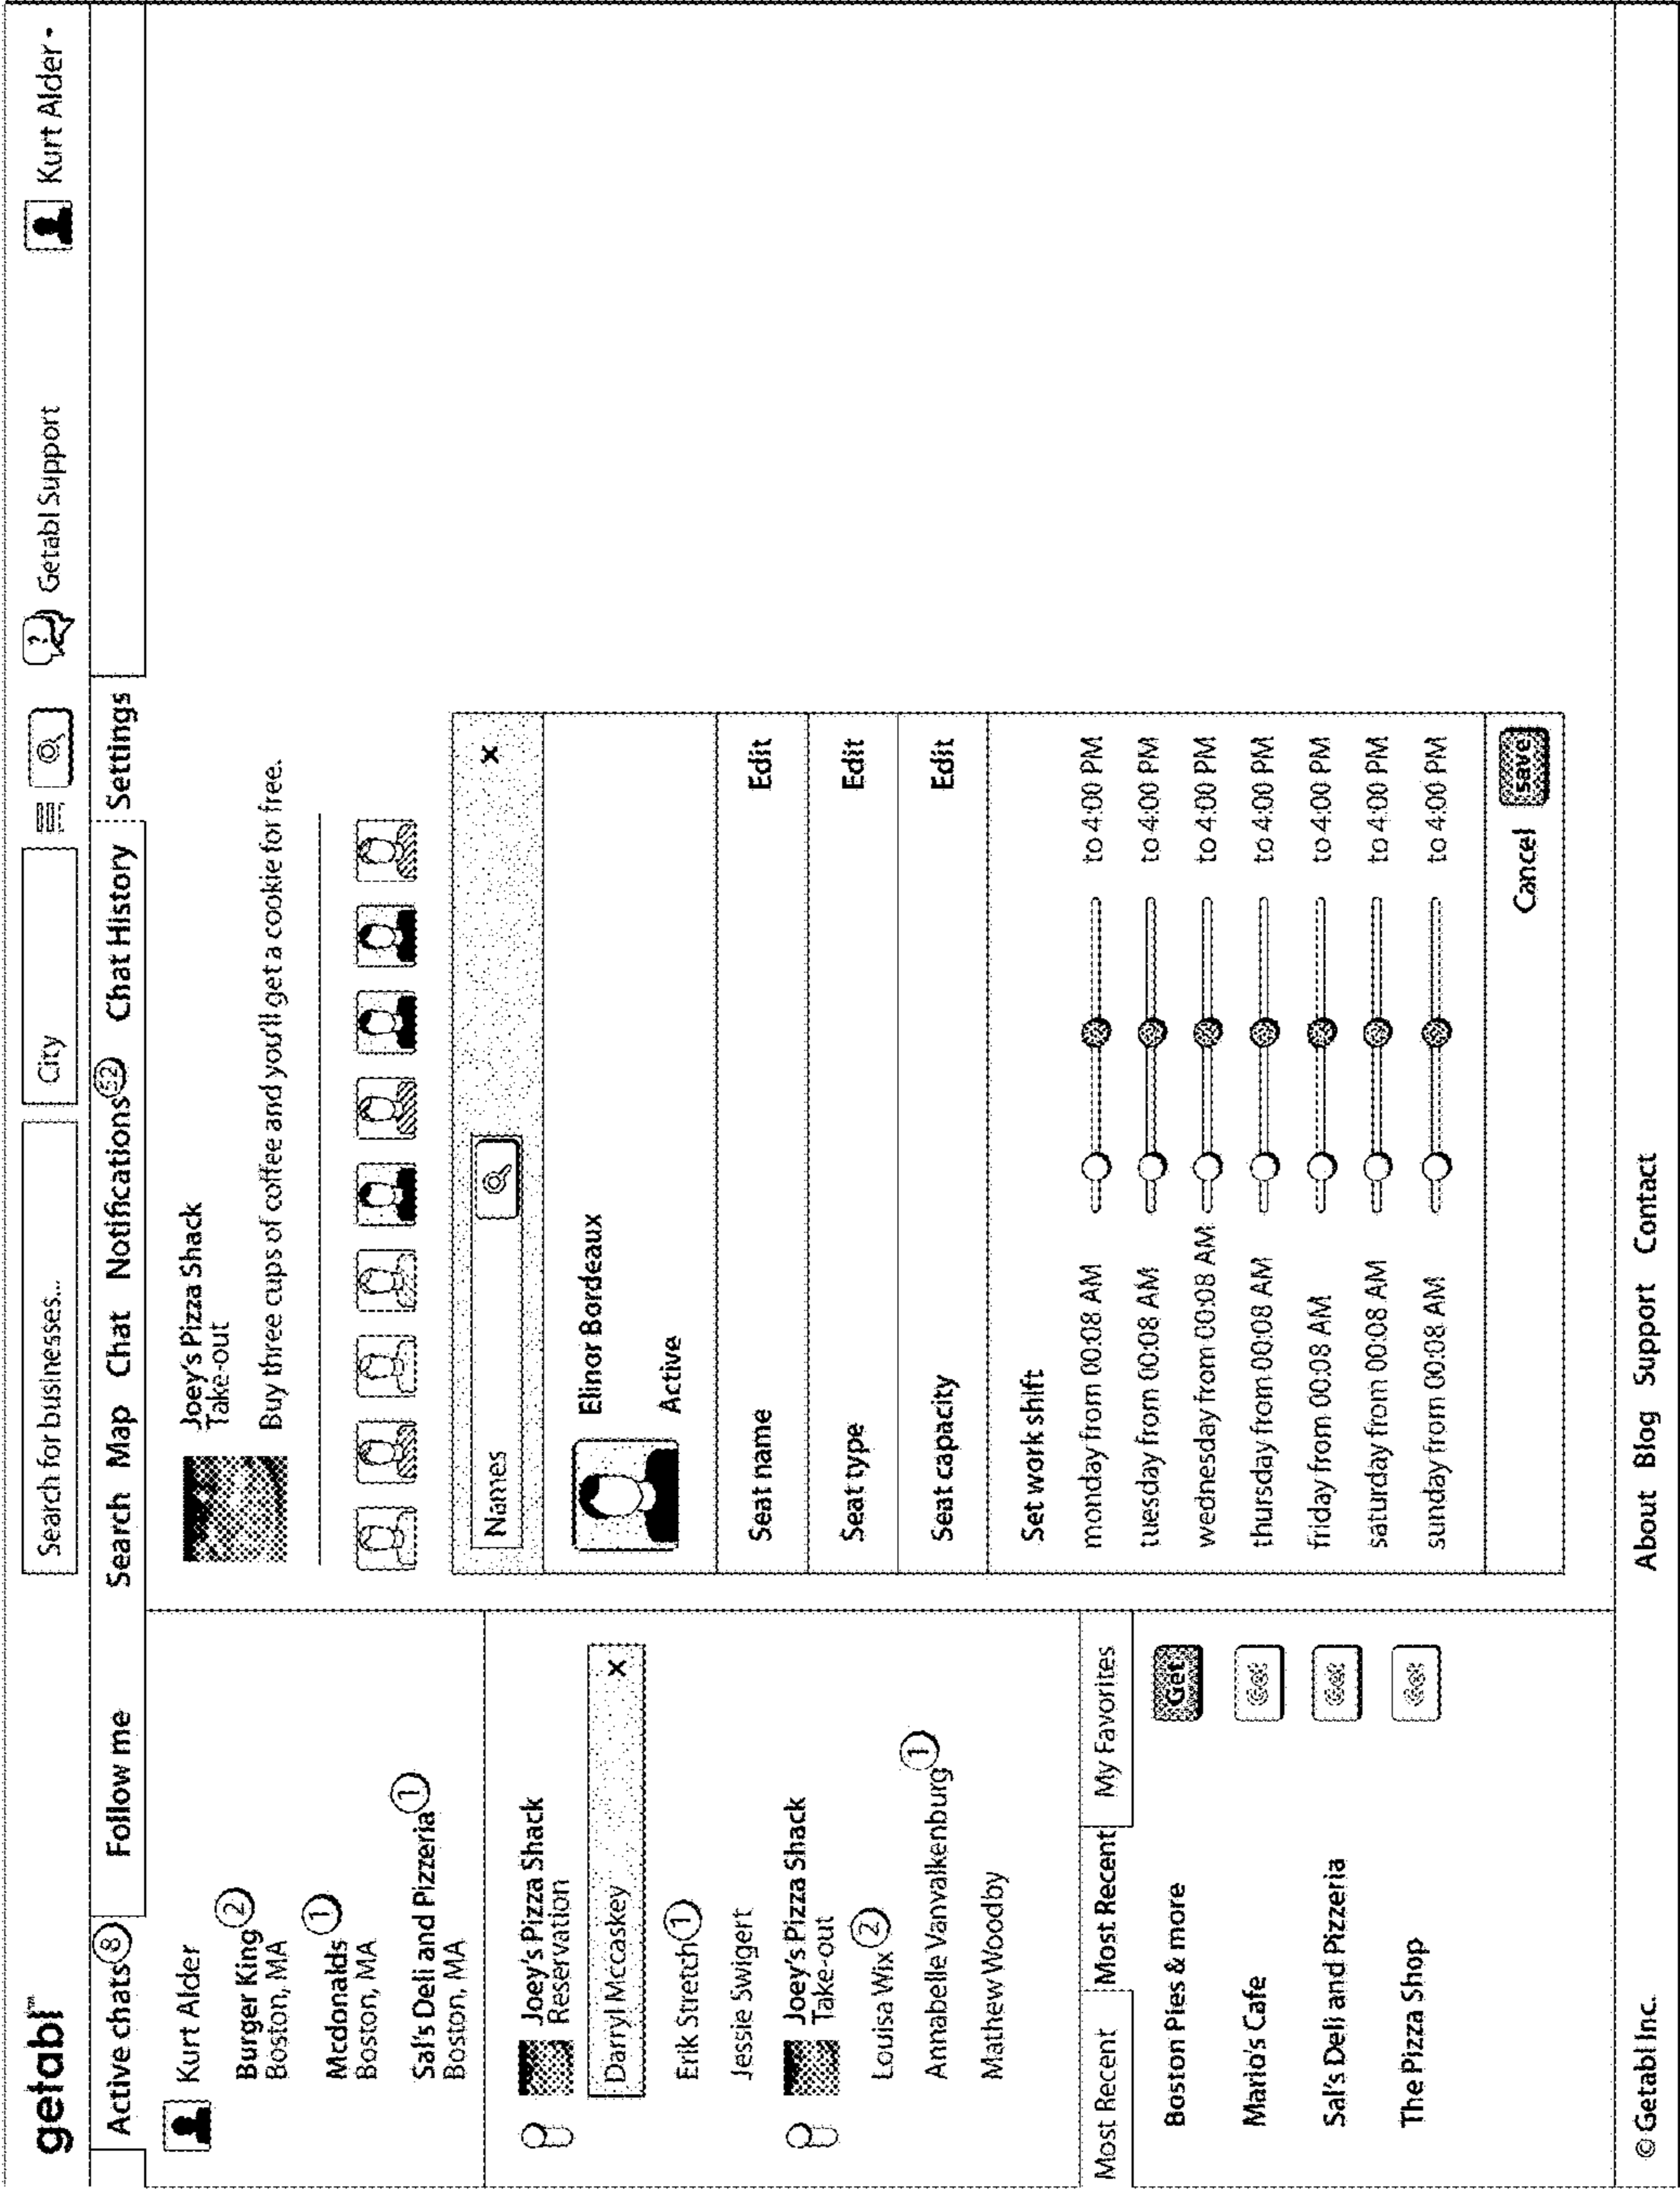 getabl™
Search for businesses...
City
Getabl Support
Kurt Alder
Active chats 8
Follow me
Search Map Chat Notifications 52 Chat History Settings
Kurt Alder
Burger King 2
Boston, MA
Mcdonalds 1
Boston, MA
Sal's Deli and Pizzeria 1
Boston, MA
Joey's Pizza Shack
Reservation
Darryl Mccaskey x
Erik Stretch 1
Jessie Swigert
Joey's Pizza Shack
Take-out
Louisa Wix 2
Annabelle Vanvalkenburg 1
Mathew Woodby
Most Recent Most Recent My Favorites
Boston Pies & more Get
Mario's Cafe Get
Sal's Deli and Pizzeria Get
The Pizza Shop Get
Joey's Pizza Shack
Take-out
Buy three cups of coffee and you'll get a cookie for free.
Names x
Elinor Bordeaux
Active
Seat name Edit
Seat type Edit
Seat capacity Edit
Set work shift
monday from 00:08 AM to 4:00 PM
tuesday from 00:08 AM to 4:00 PM
wednesday from 00:08 AM to 4:00 PM
thursday from 00:08 AM to 4:00 PM
friday from 00:08 AM to 4:00 PM
saturday from 00:08 AM to 4:00 PM
sunday from 00:08 AM to 4:00 PM
Cancel save
© Getabl Inc.
About Blog Support Contact